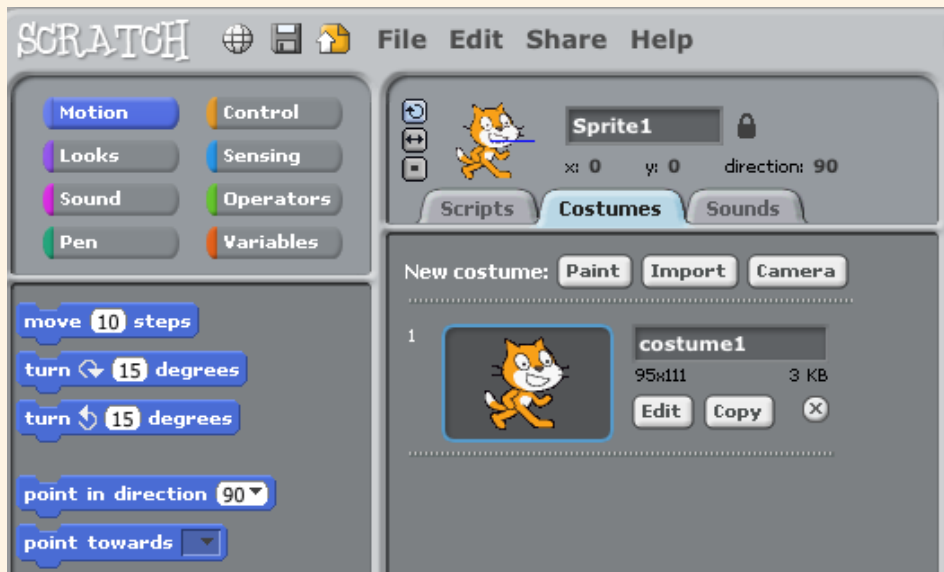 SCRATCH File Edit Share Help
Motion Control
Looks Sensing
Sound Operators
Pen Variables
move 10 steps
turn 15 degrees
turn 15 degrees
point in direction 90
point towards
Sprite1
x: 0 y: 0 direction: 90
Scripts Costumes Sounds
New costume: Paint Import Camera
1
costume1
95x111 3 KB
Edit Copy